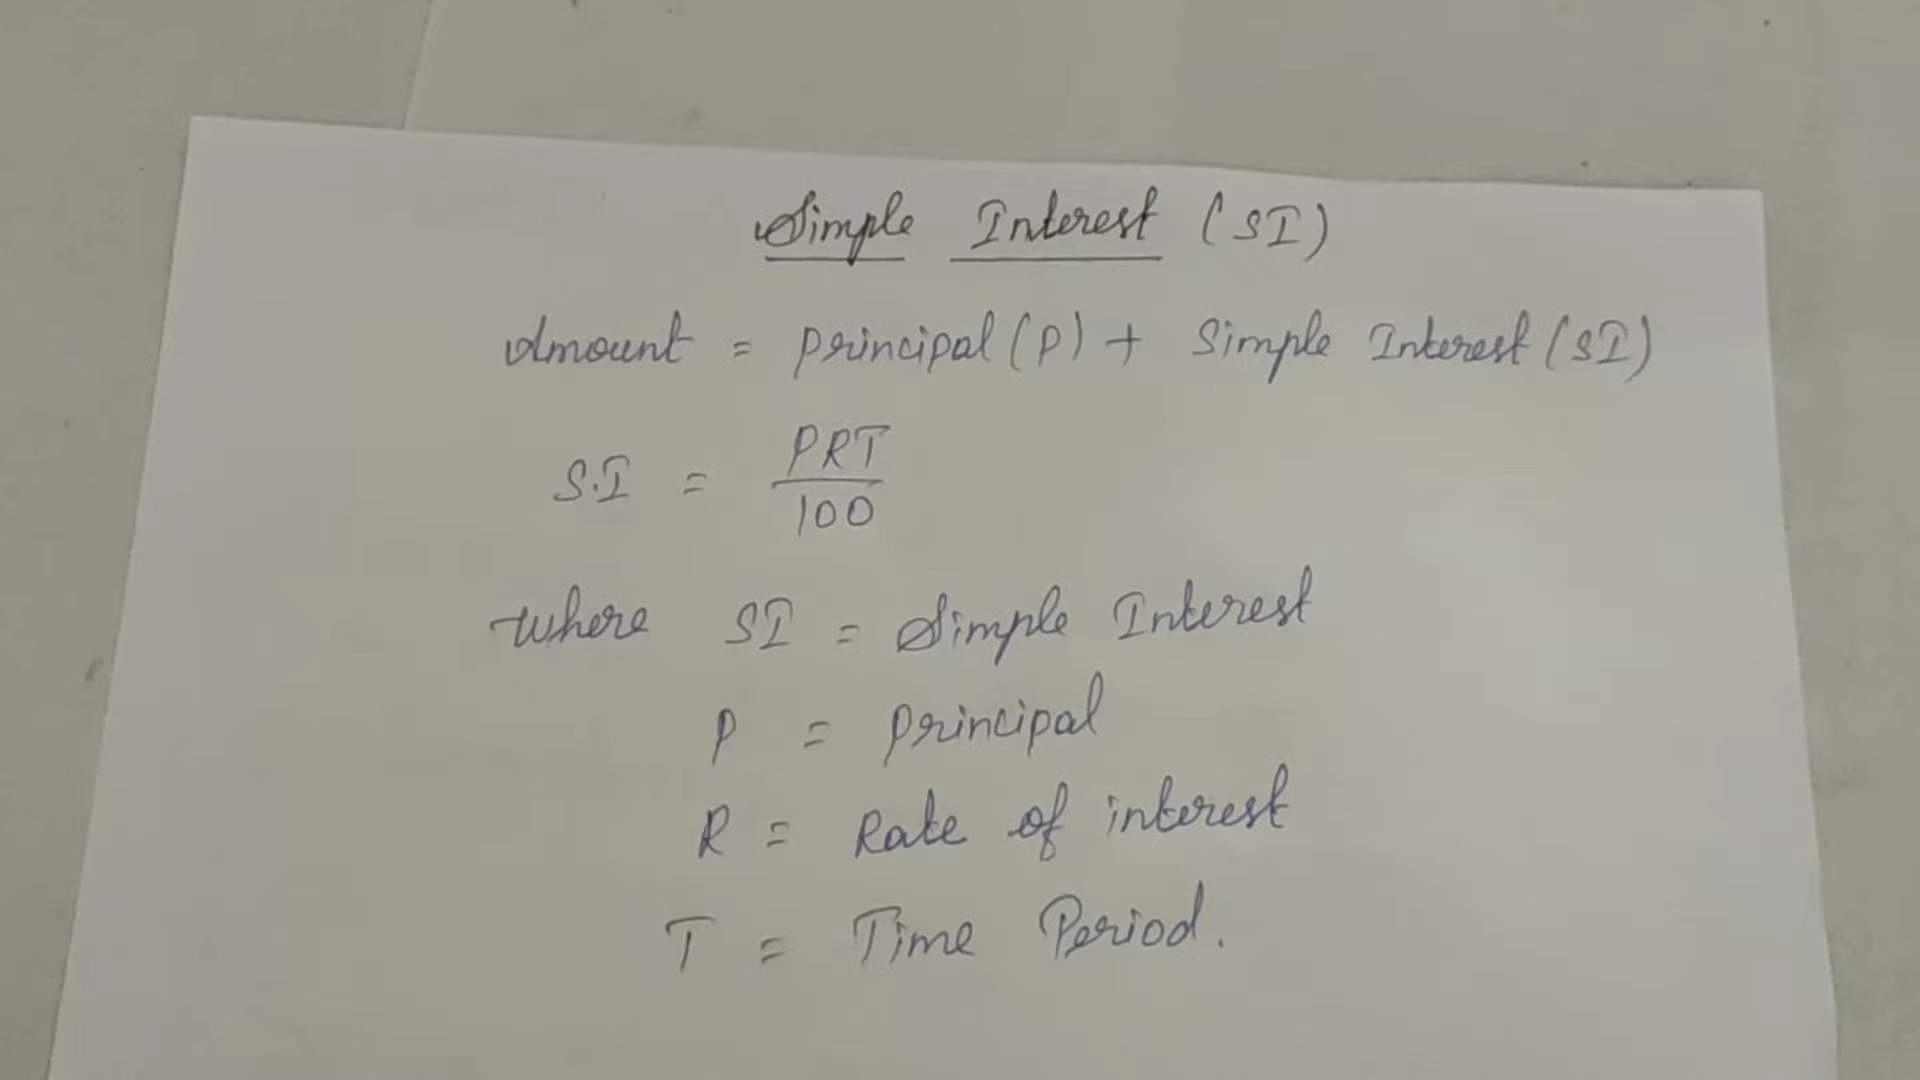 Simple Interest (SI)
Amount = principal (P) + Simple Interest (SI)
S.I = PRT
100
where SI = Simple Interest
P = principal
R = Rate of interest
T = Time Period.